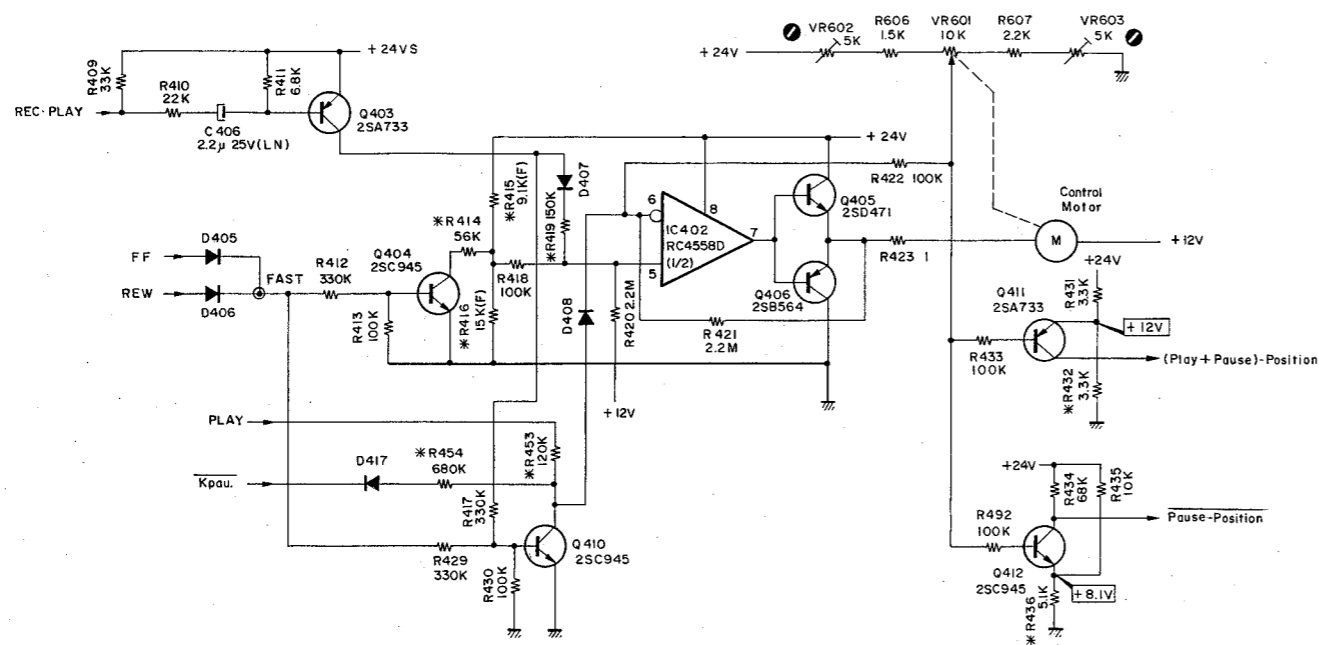 VR602
5K
R606
1.5K
VR601
10K
R607
2.2K
VR603
5K
+24V
+24VS
R409
33K
R410
22K
R411
6.8K
REC·PLAY
C406
2.2μ 25V(LN)
Q403
2SA733
+24V
R422 100K
*R415
9.1K(F)
D407
*R419 150K
*R414
56K
6
8
IC402
RC4558D
(1/2)
7
5
Q405
2SD471
Control
Motor
M
+12V
R423 1
FF
D405
REW
D406
FAST
R412
330K
Q404
2SC945
R418
100K
R413
100K
*R416
15K(F)
D408
R420 2.2M
Q406
2SB564
R421
2.2M
+12V
+24V
R431
3.3K
Q411
2SA733
+12V
R433
100K
(Play+Pause)-Position
*R432
3.3K
PLAY
*R453
120K
Kpau.
D417
*R454
680K
R417
330K
R429
330K
R430
100K
Q410
2SC945
+24V
R434
68K
R435
10K
R492
100K
Pause-Position
Q412
2SC945
+8.1V
*R436
5.1K